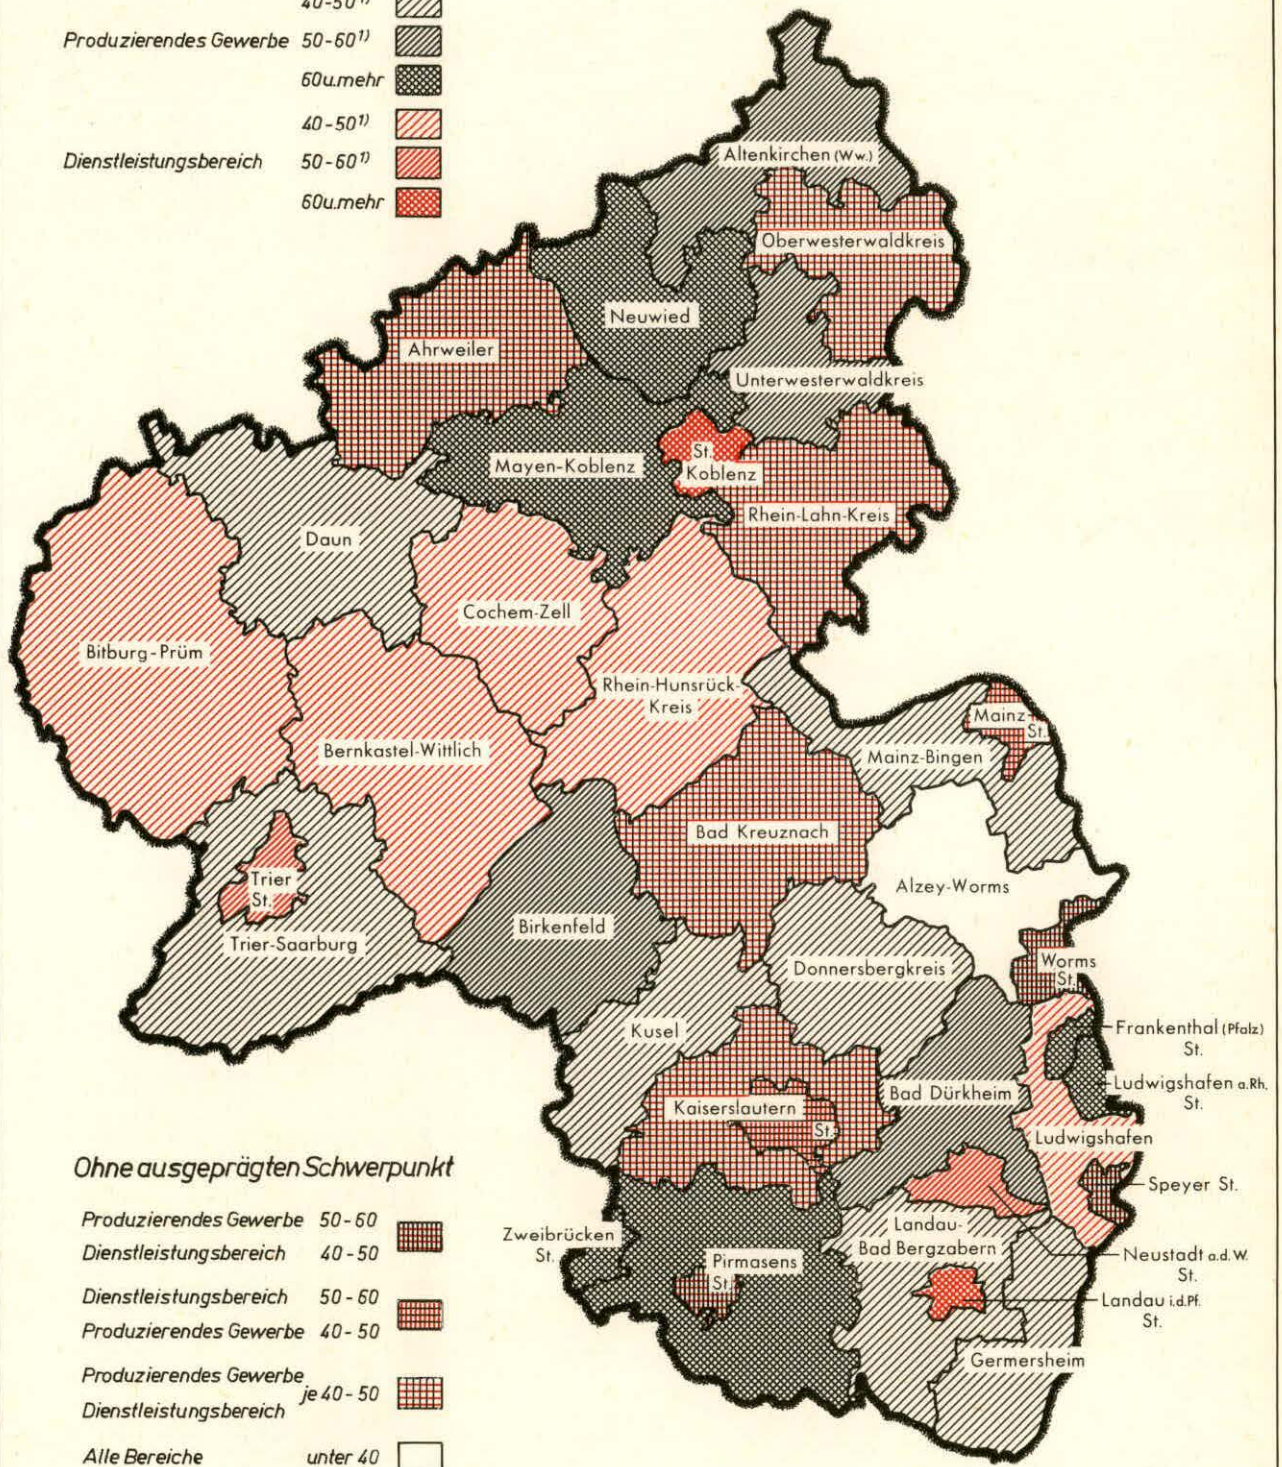 40-50¹⁾
Produzierendes Gewerbe 50-60¹⁾
60u.mehr
40-50¹⁾
Dienstleistungsbereich 50-60¹⁾
60u.mehr
Altenkirchen (Ww.)
Oberwesterwaldkreis
Neuwied
Ahrweiler
Unterwesterwaldkreis
Mayen-Koblenz
St.
Koblenz
Rhein-Lahn-Kreis
Daun
Cochem-Zell
Bitburg-Prüm
Rhein-Hunsrück-
Kreis
Mainz
St.
Bernkastel-Wittlich
Mainz-Bingen
Bad Kreuznach
Trier
St.
Alzey-Worms
Birkenfeld
Trier-Saarburg
Donnersbergkreis
Worms
St.
Kusel
Frankenthal (Pfalz)
St.
Ludwigshafen a.Rh.
St.
Bad Dürkheim
Kaiserslautern
St.
Ludwigshafen
Speyer St.
Zweibrücken
St.
Landau-
Bad Bergzabern
Pirmasens
St.
Neustadt a.d.W.
St.
Landau i.d.Pf.
St.
Germersheim
Ohne ausgeprägten Schwerpunkt
Produzierendes Gewerbe 50-60
Dienstleistungsbereich 40-50
Dienstleistungsbereich 50-60
Produzierendes Gewerbe 40-50
Produzierendes Gewerbe
je 40-50
Dienstleistungsbereich
Alle Bereiche unter 40